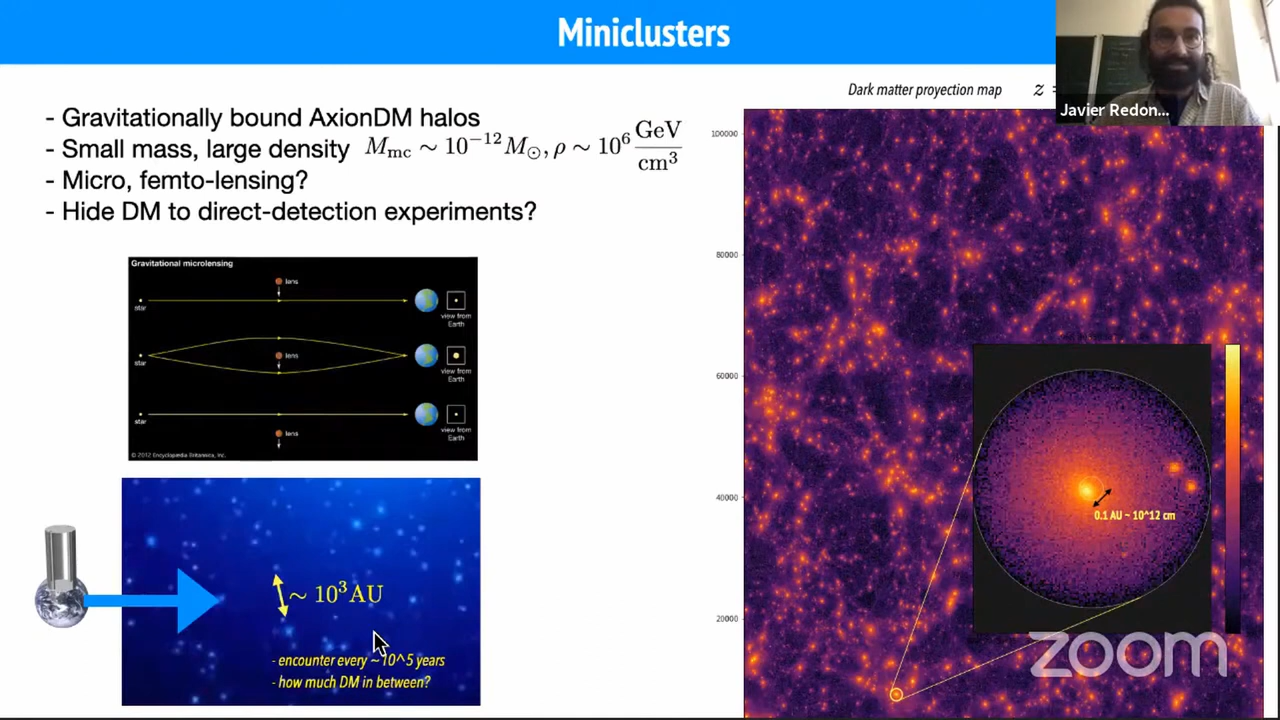 Miniclusters
- Gravitationally bound AxionDM halos
- Small mass, large density M_mc ∼ 10^−12 M_⊙, ρ ∼ 10^6 GeV/cm^3
- Micro, femto-lensing?
- Hide DM to direct-detection experiments?
Gravitational microlensing
lens
star
view from
Earth
lens
star
view from
Earth
star
lens
view from
Earth
© 2012 Encyclopædia Britannica, Inc.
∼ 10^3 AU
- encounter every ~10^5 years
- how much DM in between?
Dark matter proyection map z =
Javier Redon...
100000
80000
60000
40000
20000
0.1 AU ~ 10^12 cm
zoom